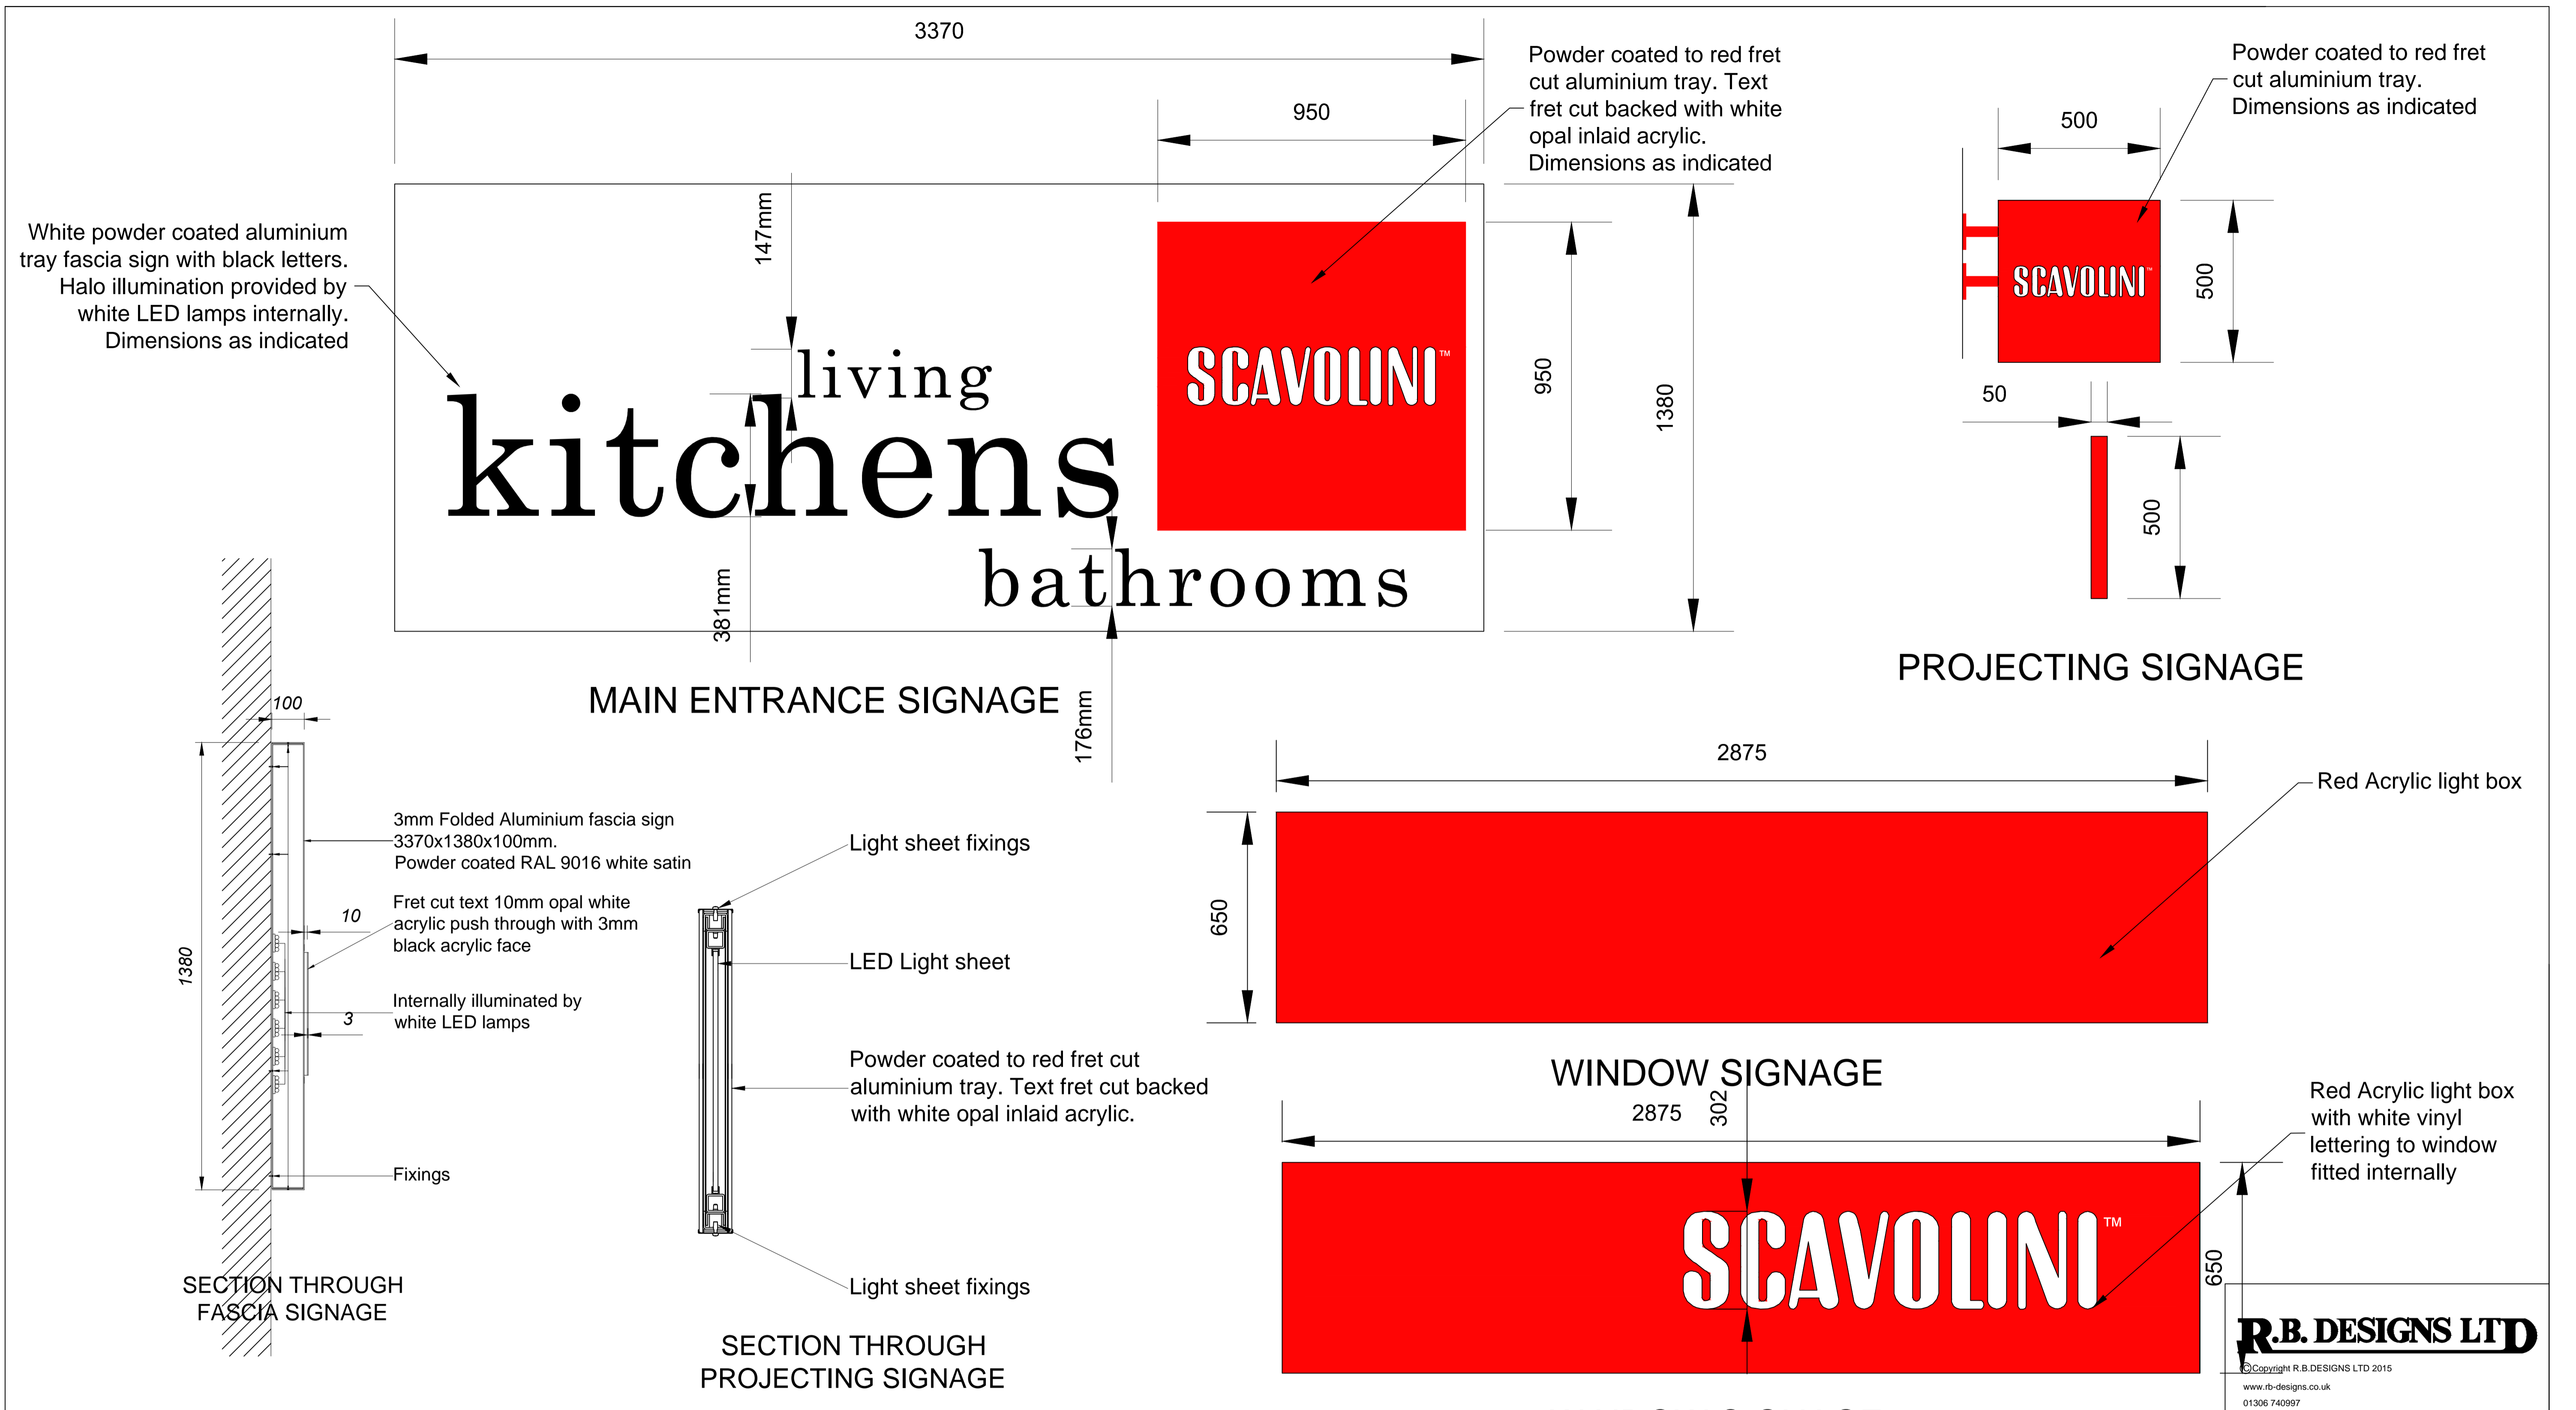 3370
950
Powder coated to red fret
cut aluminium tray. Text
fret cut backed with white
opal inlaid acrylic.
Dimensions as indicated
White powder coated aluminium
tray fascia sign with black letters.
Halo illumination provided by
white LED lamps internally.
Dimensions as indicated
147mm
living
kitchens
bathrooms
SCAVOLINI™
950
1380
381mm
176mm
MAIN ENTRANCE SIGNAGE
Powder coated to red fret
cut aluminium tray.
Dimensions as indicated
500
SCAVOLINI™
500
50
500
PROJECTING SIGNAGE
100
1380
3mm Folded Aluminium fascia sign
3370x1380x100mm.
Powder coated RAL 9016 white satin
Fret cut text 10mm opal white
acrylic push through with 3mm
black acrylic face
10
Internally illuminated by
white LED lamps
3
Fixings
SECTION THROUGH
FASCIA SIGNAGE
Light sheet fixings
LED Light sheet
Powder coated to red fret cut
aluminium tray. Text fret cut backed
with white opal inlaid acrylic.
Light sheet fixings
SECTION THROUGH
PROJECTING SIGNAGE
2875
Red Acrylic light box
650
WINDOW SIGNAGE
2875
302
Red Acrylic light box
with white vinyl
lettering to window
fitted internally
SCAVOLINI™
650
R.B. DESIGNS LTD
©Copyright R.B.DESIGNS LTD 2015
www.rb-designs.co.uk
01306 740997